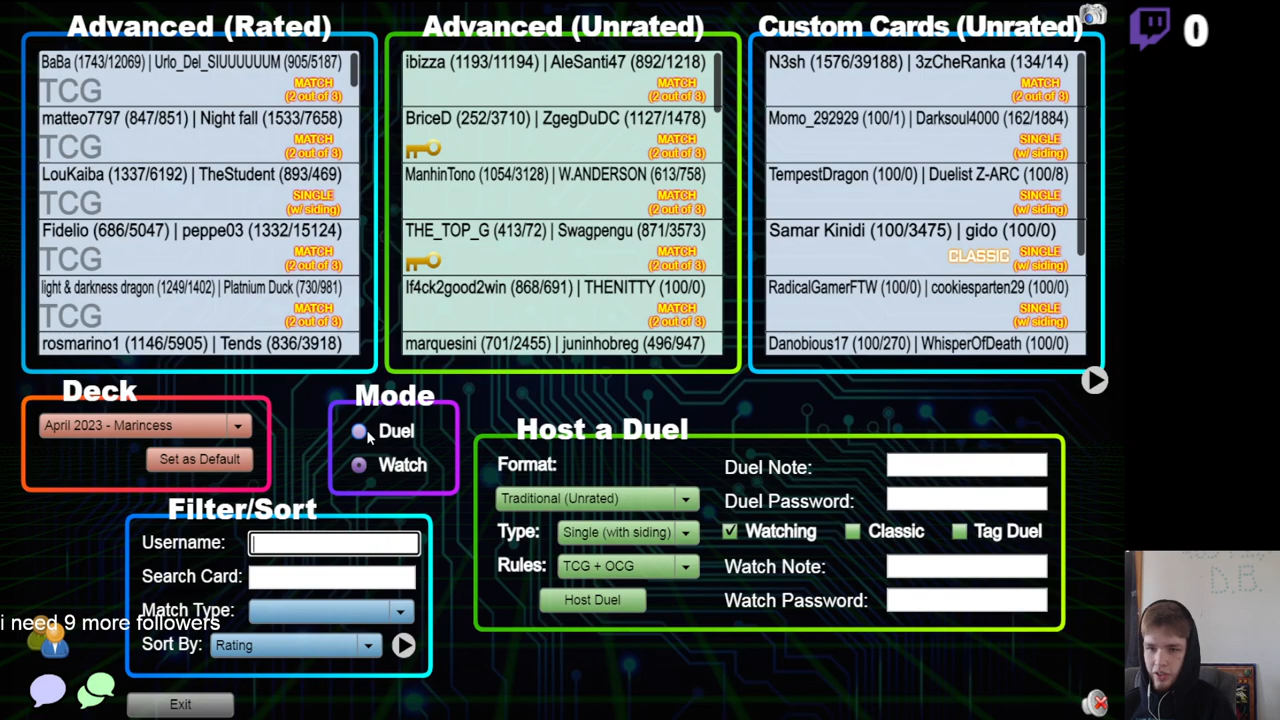 Advanced (Rated)
BaBa (1743/12069) | Urlo_Del_SIUUUUUUM (905/5187)
TCG
MATCH
(2 out of 3)
matteo7797 (847/851) | Night fall (1533/7658)
TCG
MATCH
(2 out of 3)
LouKaiba (1337/6192) | TheStudent (893/469)
TCG
SINGLE
(w/ siding)
Fidelio (686/5047) | peppe03 (1332/15124)
TCG
MATCH
(2 out of 3)
light & darkness dragon (1249/1402) | Platnium Duck (730/981)
TCG
MATCH
(2 out of 3)
rosmarino1 (1146/5905) | Tends (836/3918)
Advanced (Unrated)
ibizza (1193/11194) | AleSanti47 (892/1218)
MATCH
(2 out of 3)
BriceD (252/3710) | ZgegDuDC (1127/1478)
MATCH
(2 out of 3)
ManhinTono (1054/3128) | W.ANDERSON (613/758)
MATCH
(2 out of 3)
THE_TOP_G (413/72) | Swagpengu (871/3573)
MATCH
(2 out of 3)
If4ck2good2win (868/691) | THENITTY (100/0)
MATCH
(2 out of 3)
marquesini (701/2455) | juninhobreg (496/947)
Custom Cards (Unrated)
N3sh (1576/39188) | 3zCheRanka (134/14)
MATCH
(2 out of 3)
Momo_292929 (100/1) | Darksoul4000 (162/1884)
SINGLE
(w/ siding)
TempestDragon (100/0) | Duelist Z-ARC (100/8)
SINGLE
(w/ siding)
Samar Kinidi (100/3475) | gido (100/0)
CLASSIC
SINGLE
(w/ siding)
RadicalGamerFTW (100/0) | cookiesparten29 (100/0)
SINGLE
(w/ siding)
Danobious17 (100/270) | WhisperOfDeath (100/0)
0
Deck
April 2023 - Marincess
Set as Default
Mode
Duel
Watch
Filter/Sort
Username:
Search Card:
Match Type:
Sort By: Rating
i need 9 more followers
Exit
Host a Duel
Format:
Traditional (Unrated)
Type: Single (with siding)
Rules: TCG + OCG
Host Duel
Duel Note:
Duel Password:
Watching
Classic
Tag Duel
Watch Note:
Watch Password:
D.B.